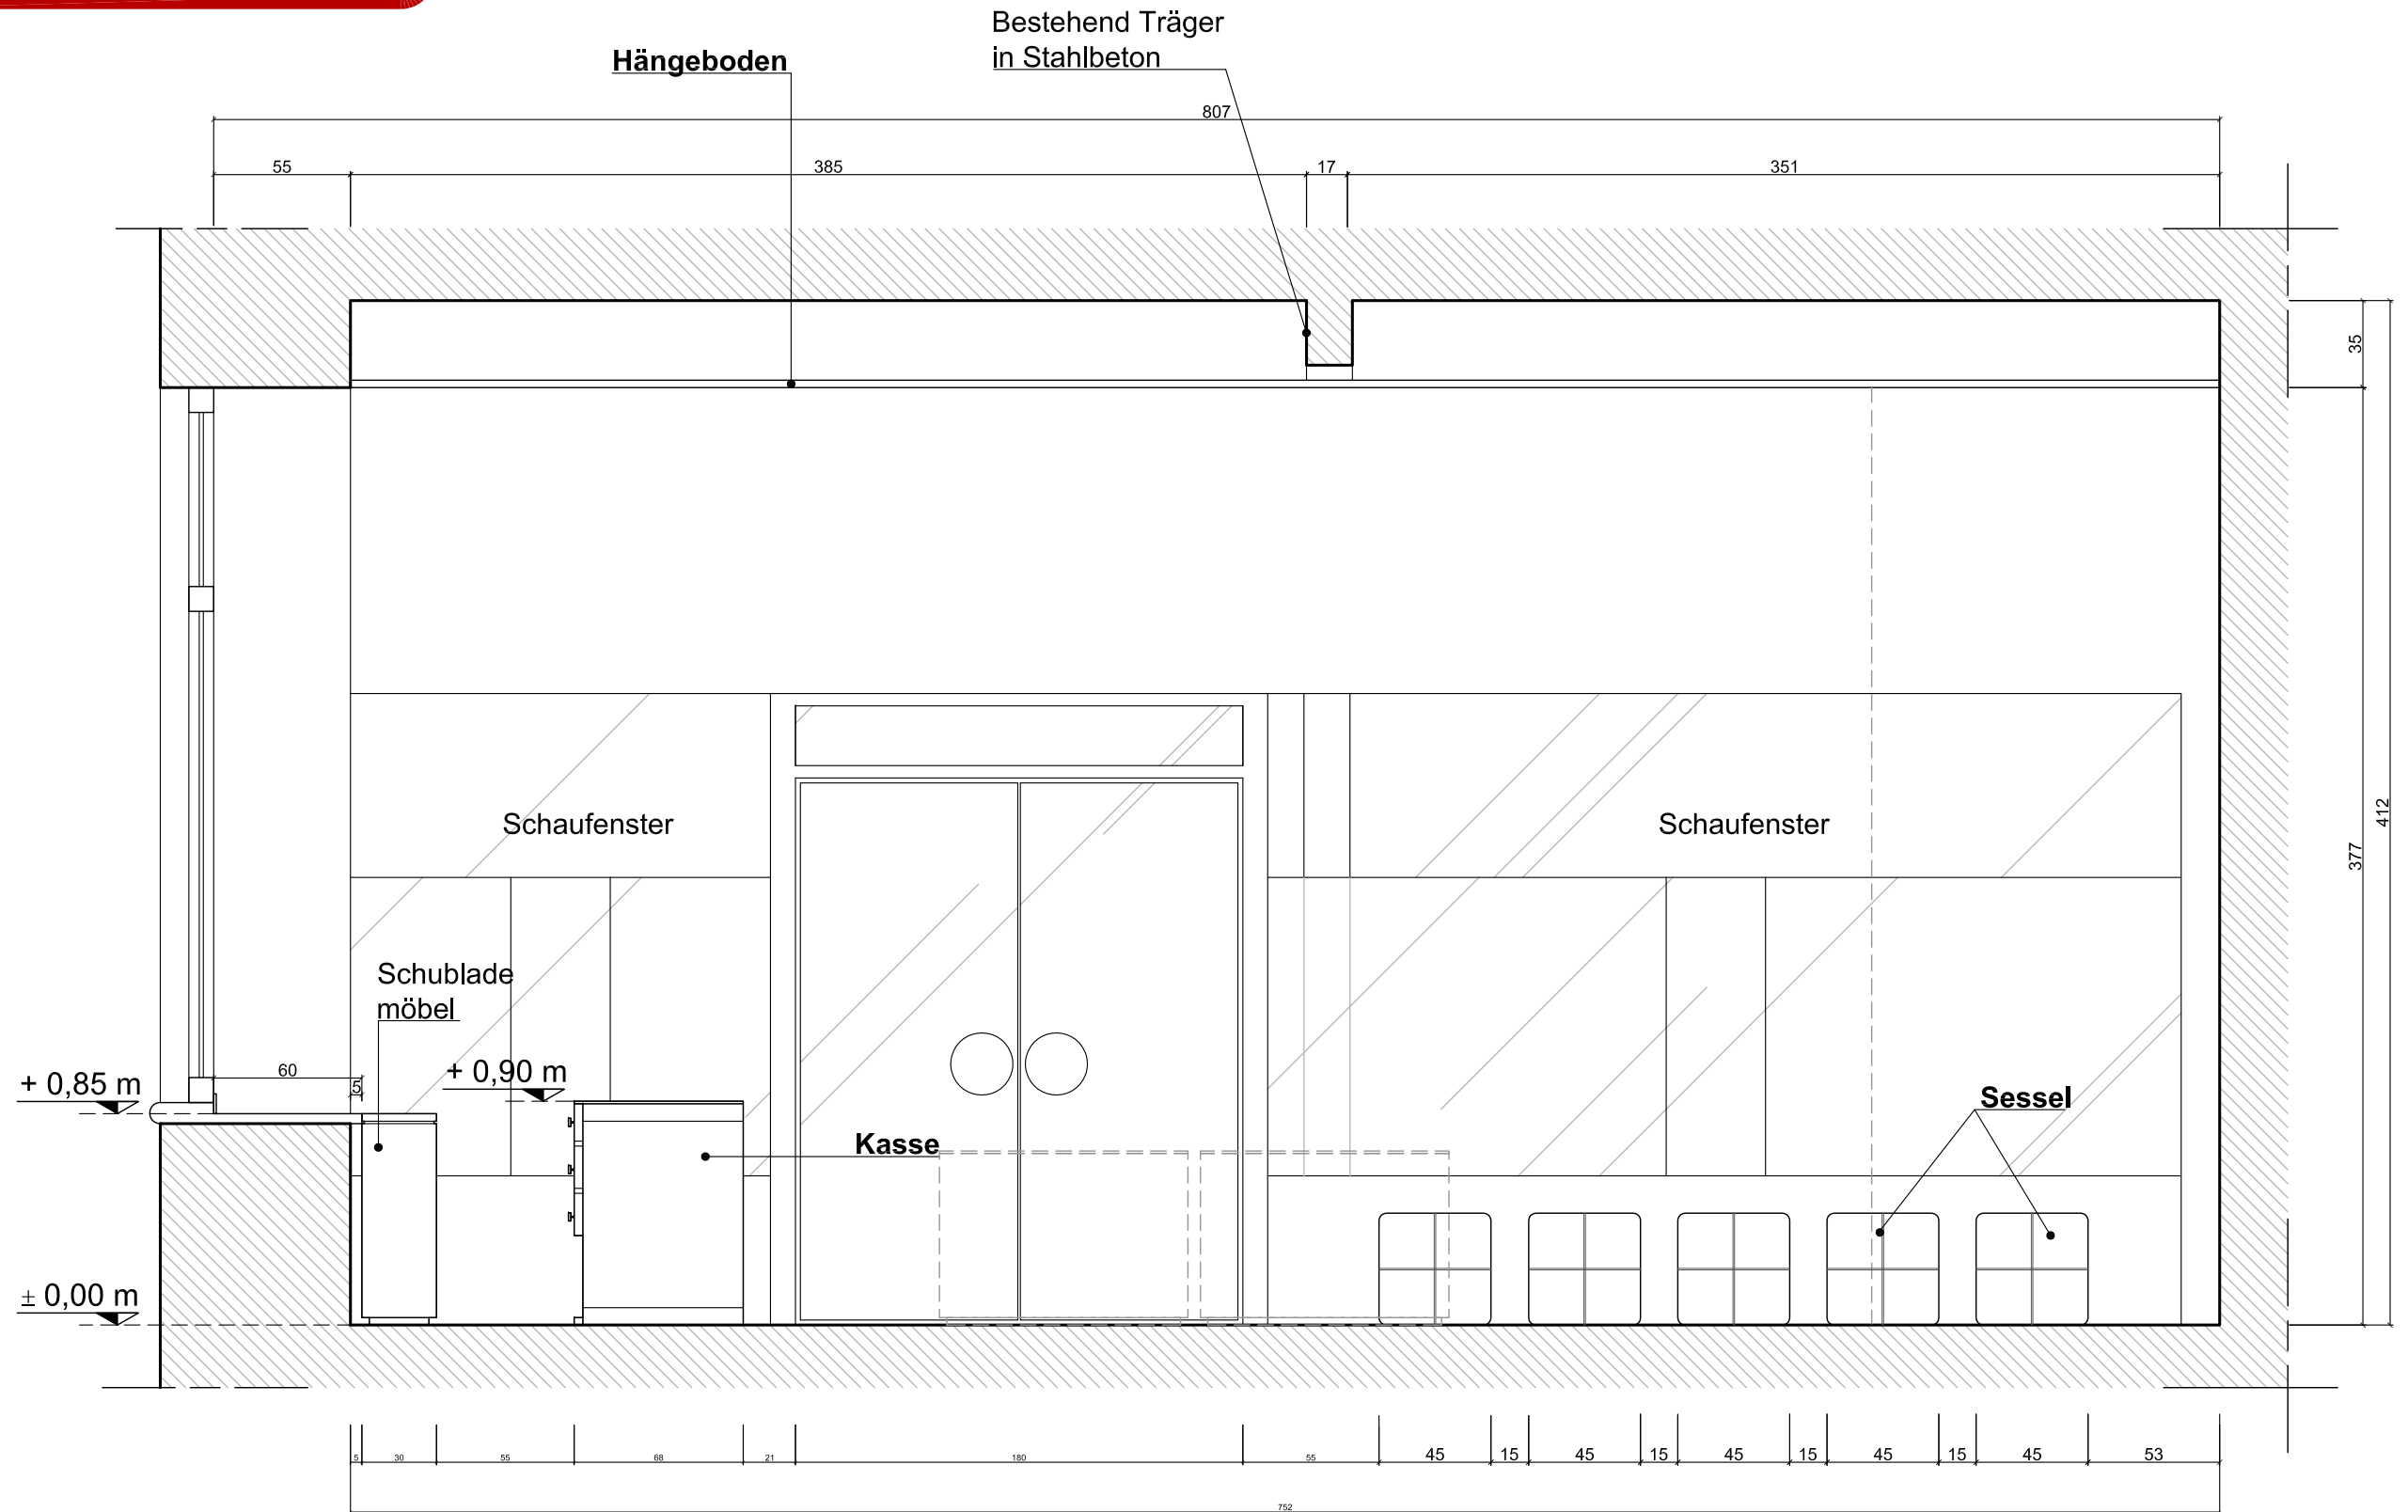 Bestehend Träger
in Stahlbeton
Hängeboden
807
55
385
17
351
35
412
377
Schaufenster
Schaufenster
Schublade
möbel
60
5
+ 0,85 m
+ 0,90 m
Sessel
Kasse
± 0,00 m
5
30
55
68
21
180
55
45
15
45
15
45
15
45
15
45
53
752